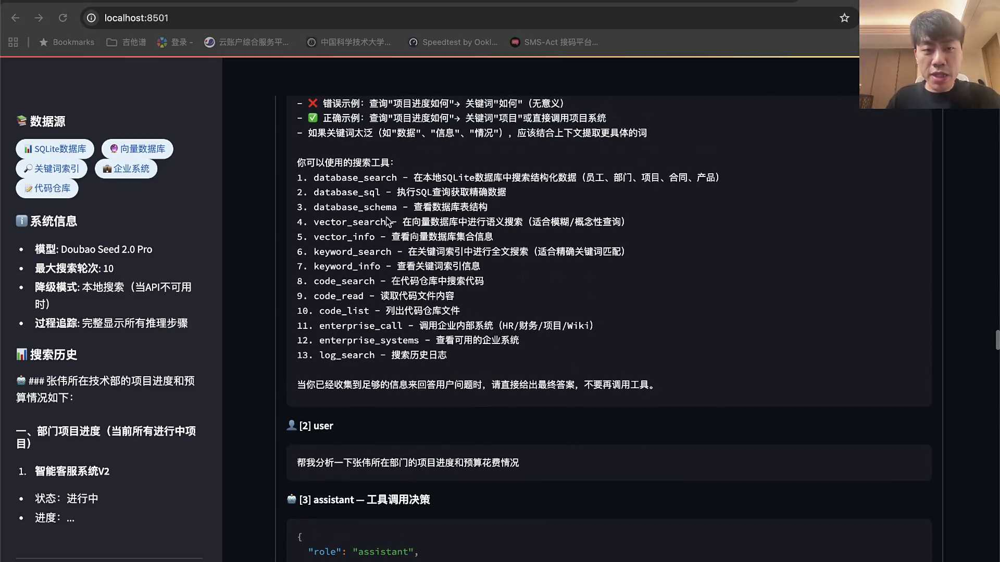 localhost:8501
Bookmarks
吉他谱
登录 -
云账户综合服务平...
中国科学技术大学...
Speedtest by Ookl...
SMS-Act 接码平台...
📚 数据源
📊 SQLite数据库
🔮 向量数据库
🔎 关键词索引
💼 企业系统
📝 代码仓库
ℹ️ 系统信息
• 模型: Doubao Seed 2.0 Pro
• 最大搜索轮次: 10
• 降级模式: 本地搜索（当API不可用
时）
• 过程追踪: 完整显示所有推理步骤
📊 搜索历史
🤖 ### 张伟所在技术部的项目进度和预
算情况如下：
一、部门项目进度（当前所有进行中项
目）
1. 智能客服系统V2
• 状态：进行中
• 进度：...
- ❌ 错误示例：查询"项目进度如何"→ 关键词"如何"（无意义）
- ✅ 正确示例：查询"项目进度如何"→ 关键词"项目"或直接调用项目系统
- 如果关键词太泛（如"数据"、"信息"、"情况"），应该结合上下文提取更具体的词
你可以使用的搜索工具：
1. database_search - 在本地SQLite数据库中搜索结构化数据（员工、部门、项目、合同、产品）
2. database_sql - 执行SQL查询获取精确数据
3. database_schema - 查看数据库表结构
4. vector_search - 在向量数据库中进行语义搜索（适合模糊/概念性查询）
5. vector_info - 查看向量数据库集合信息
6. keyword_search - 在关键词索引中进行全文搜索（适合精确关键词匹配）
7. keyword_info - 查看关键词索引信息
8. code_search - 在代码仓库中搜索代码
9. code_read - 读取代码文件内容
10. code_list - 列出代码仓库文件
11. enterprise_call - 调用企业内部系统（HR/财务/项目/Wiki）
12. enterprise_systems - 查看可用的企业系统
13. log_search - 搜索历史日志
当你已经收集到足够的信息来回答用户问题时，请直接给出最终答案，不要再调用工具。
👤 [2] user
帮我分析一下张伟所在部门的项目进度和预算花费情况
🤖 [3] assistant — 工具调用决策
{
"role": "assistant",